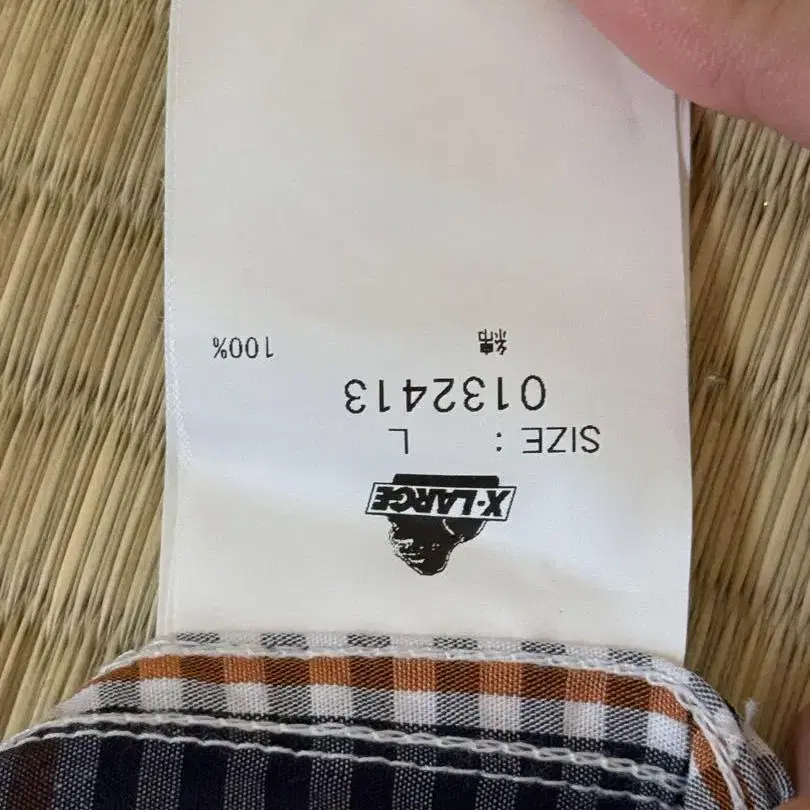 X-LARGE
SIZE : L
0132413
綿 100%